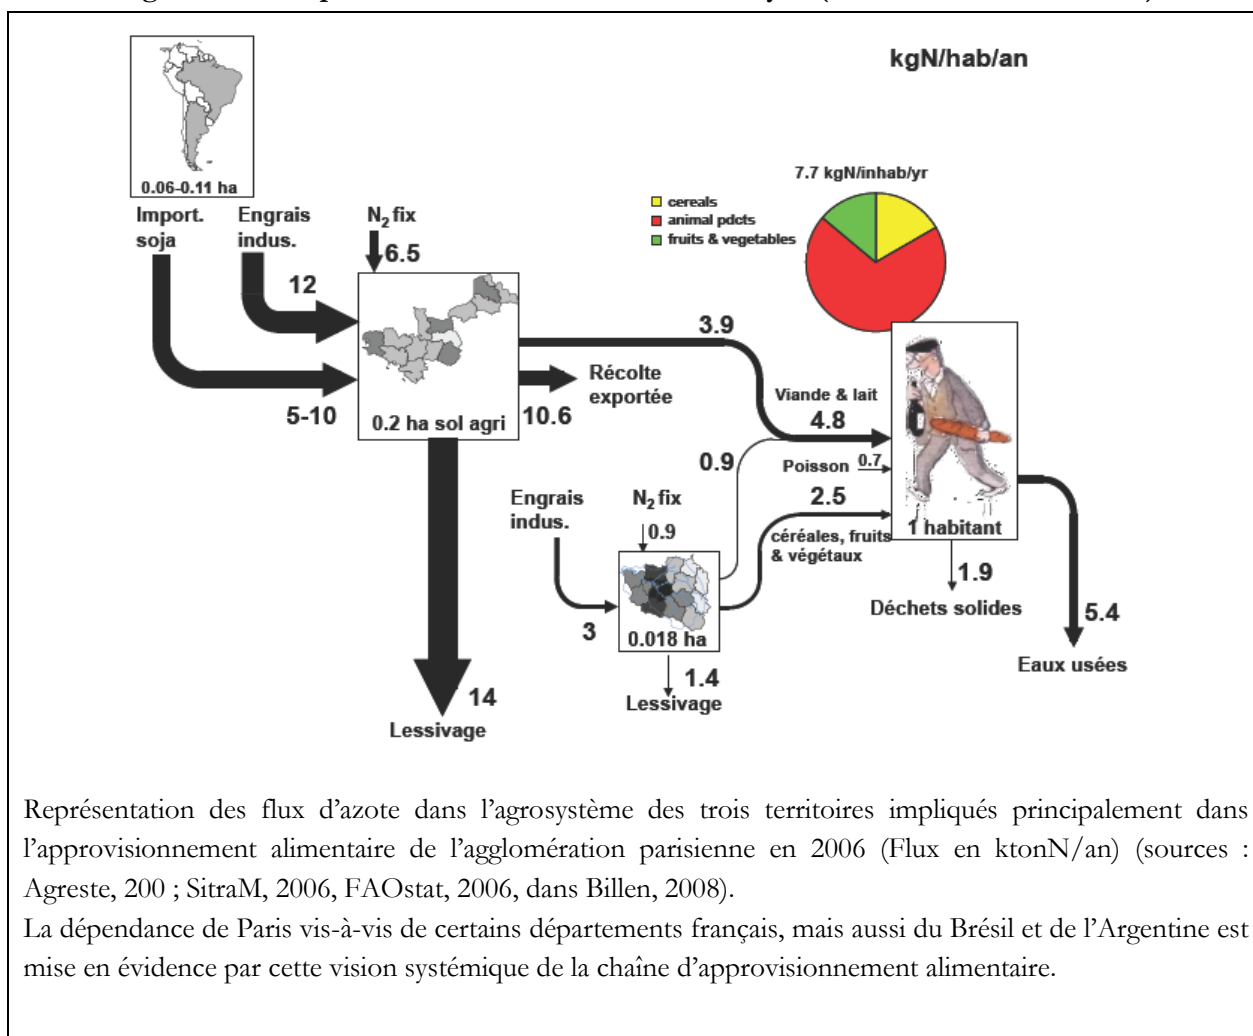 kgN/hab/an
0.06-0.11 ha
Import.
soja
Engrais
indus.
N2 fix
6.5
12
5-10
0.2 ha sol agri
14
Lessivage
3.9
10.6
Récolte
exportée
7.7 kgN/inhab/yr
cereals
animal pdcts
fruits & vegetables
Viande & lait
4.8
0.9
Poisson 0.7
2.5
céréales, fruits
& végétaux
Engrais
indus.
N2 fix
0.9
3
0.018 ha
1.4
Lessivage
1 habitant
1.9
Déchets solides
5.4
Eaux usées
Représentation des flux d'azote dans l'agrosystème des trois territoires impliqués principalement dans
l'approvisionnement alimentaire de l'agglomération parisienne en 2006 (Flux en ktonN/an) (sources :
Agreste, 200 ; SitraM, 2006, FAOstat, 2006, dans Billen, 2008).
La dépendance de Paris vis-à-vis de certains départements français, mais aussi du Brésil et de l'Argentine est
mise en évidence par cette vision systémique de la chaîne d'approvisionnement alimentaire.